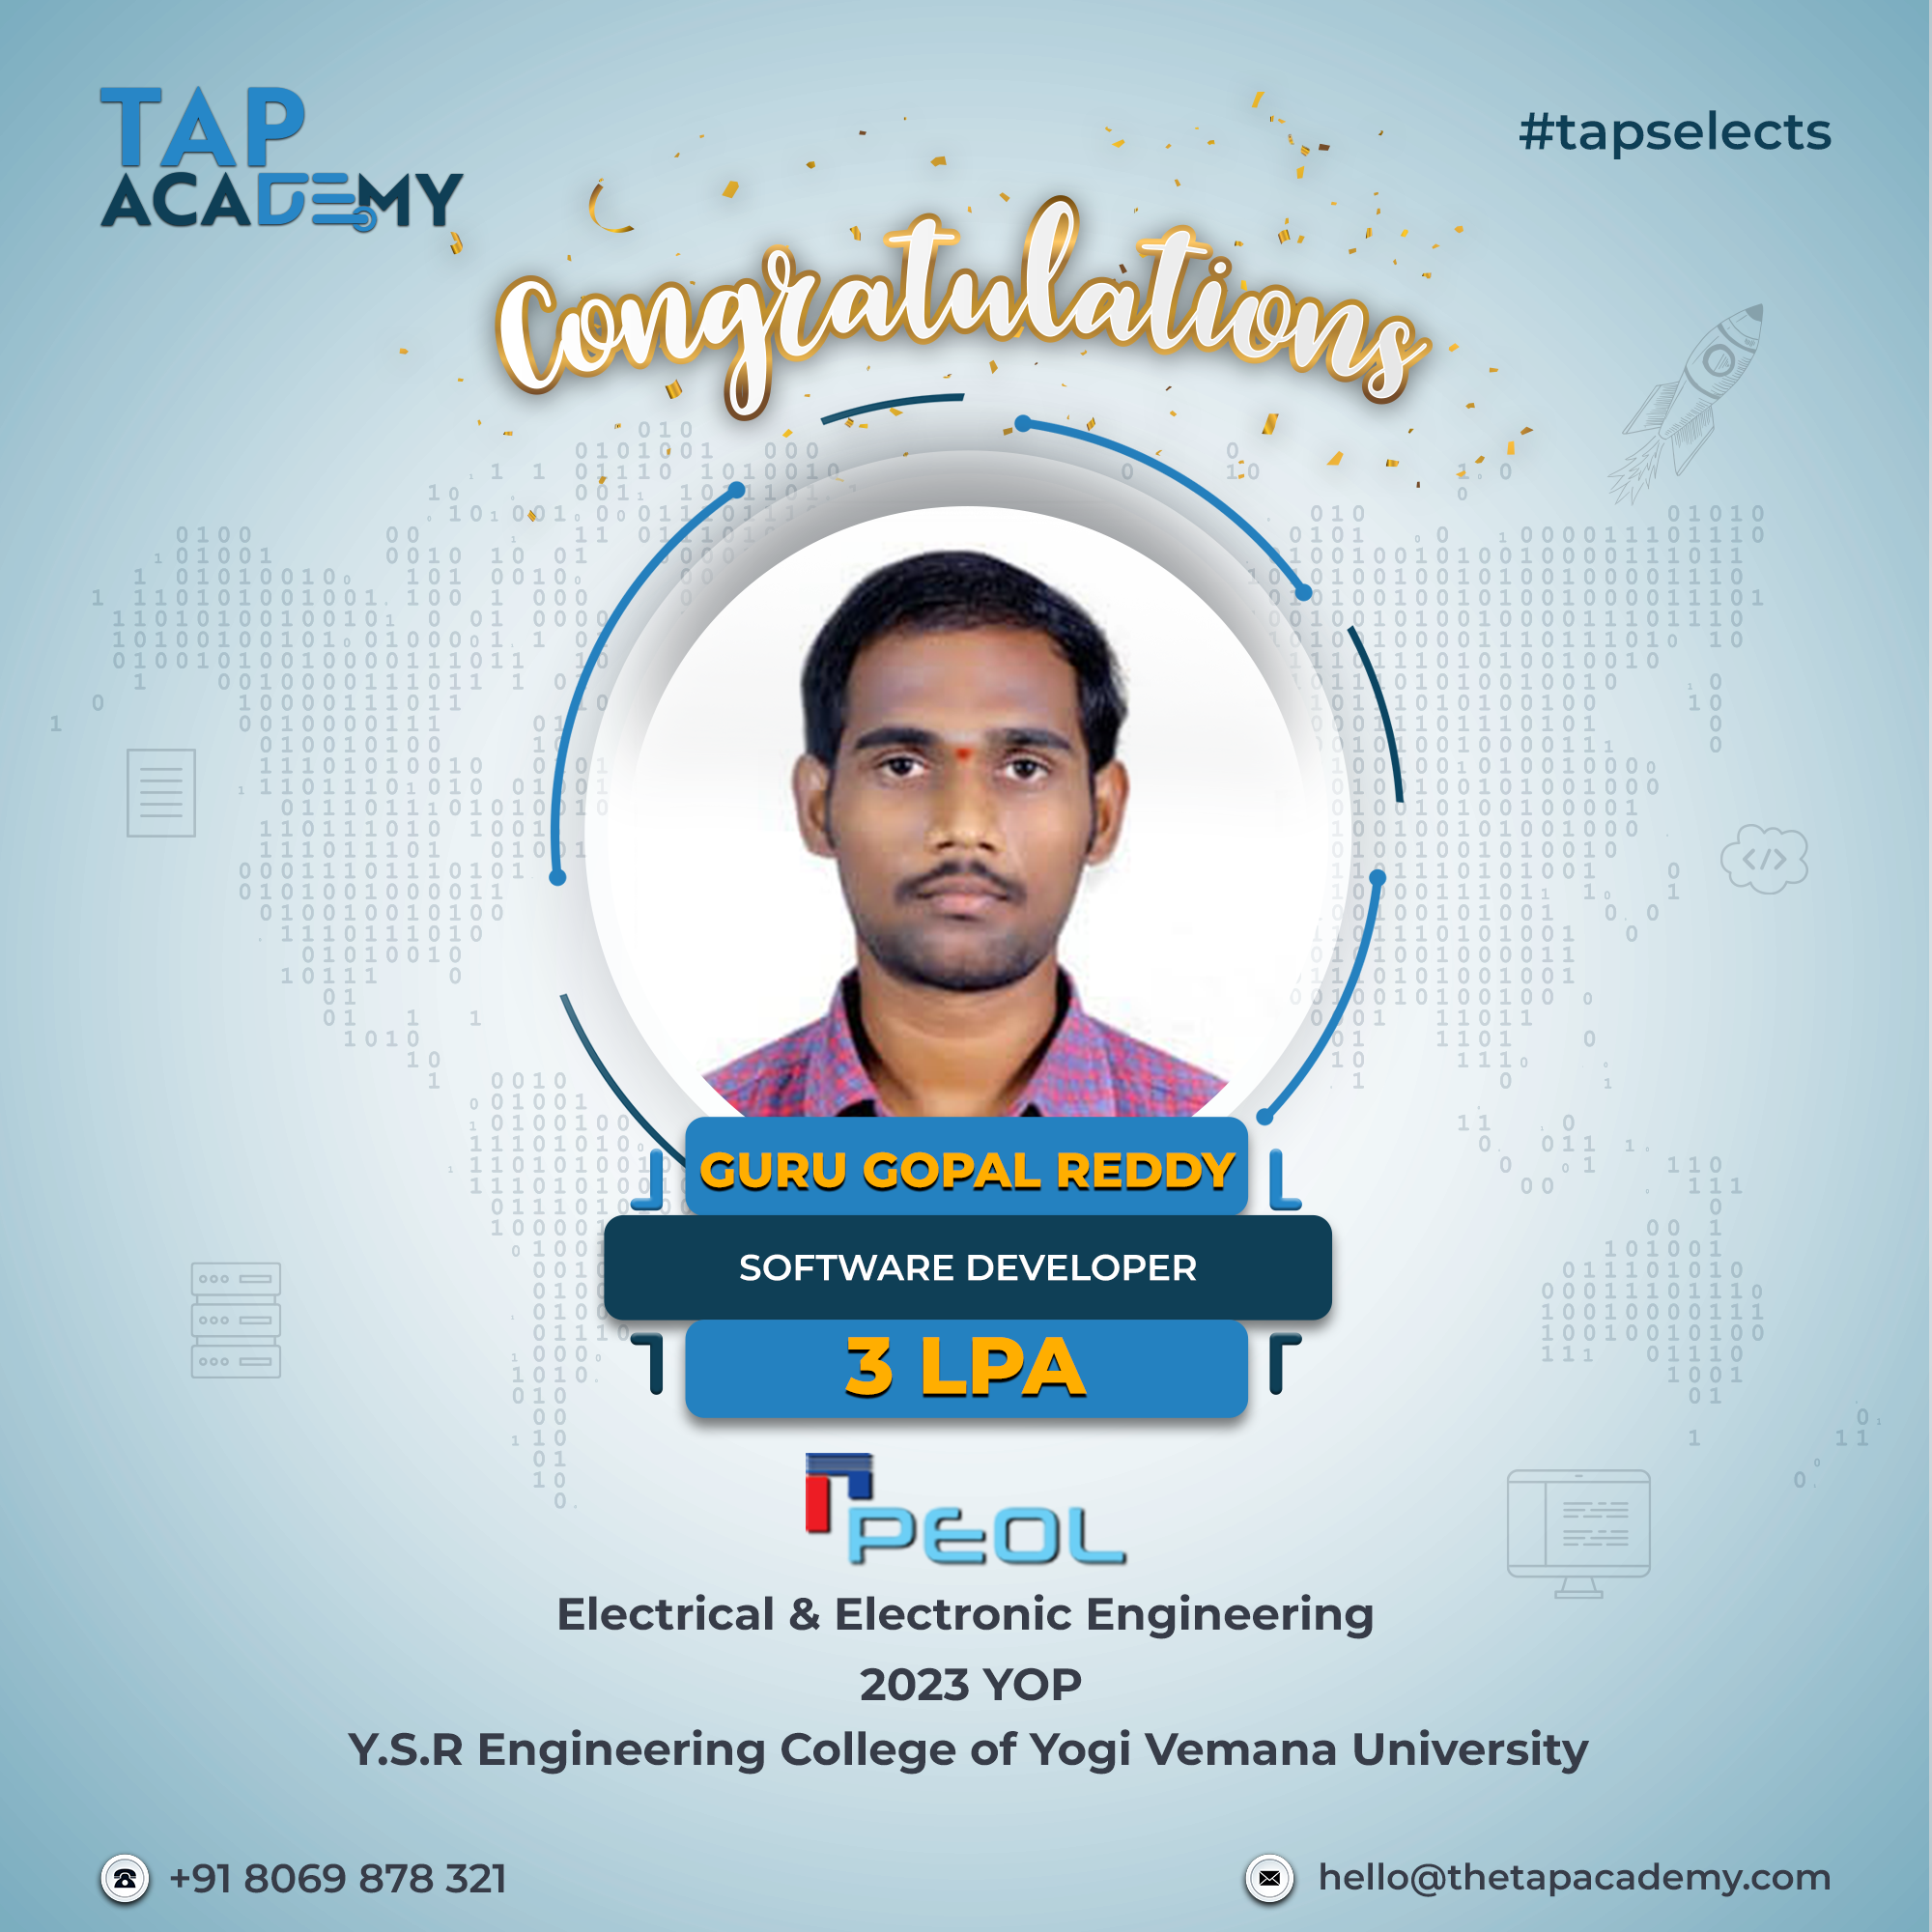 TAP
ACADEMY
#tapselects
Congratulations
GURU GOPAL REDDY
SOFTWARE DEVELOPER
3 LPA
PEOL
Electrical & Electronic Engineering
2023 YOP
Y.S.R Engineering College of Yogi Vemana University
+91 8069 878 321
hello@thetapacademy.com